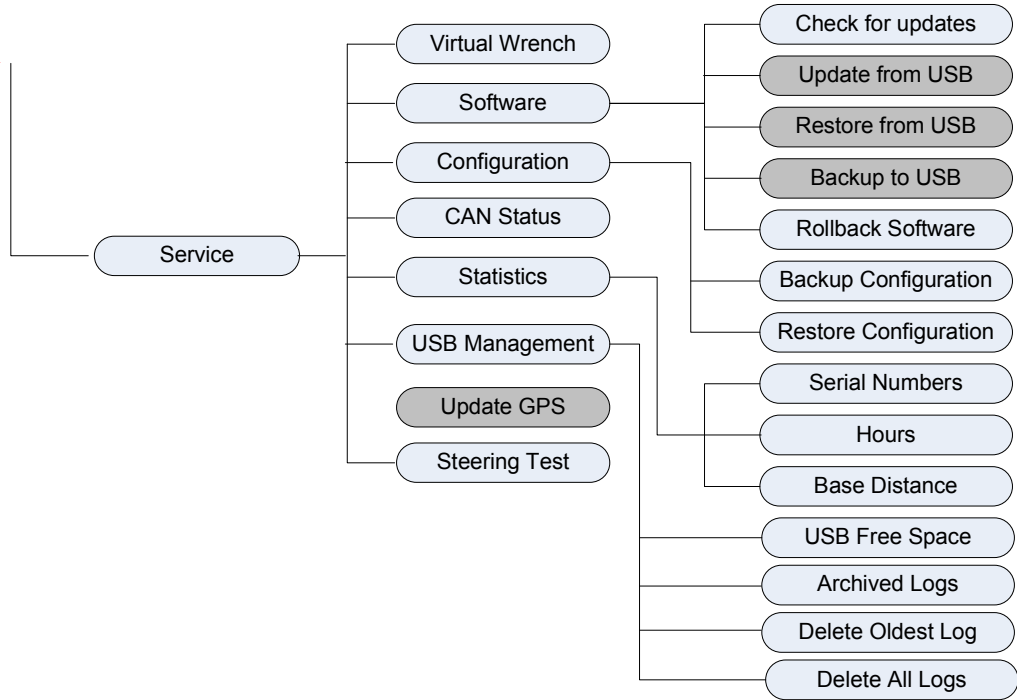 Service
Virtual Wrench
Software
Configuration
CAN Status
Statistics
USB Management
Update GPS
Steering Test
Check for updates
Update from USB
Restore from USB
Backup to USB
Rollback Software
Backup Configuration
Restore Configuration
Serial Numbers
Hours
Base Distance
USB Free Space
Archived Logs
Delete Oldest Log
Delete All Logs